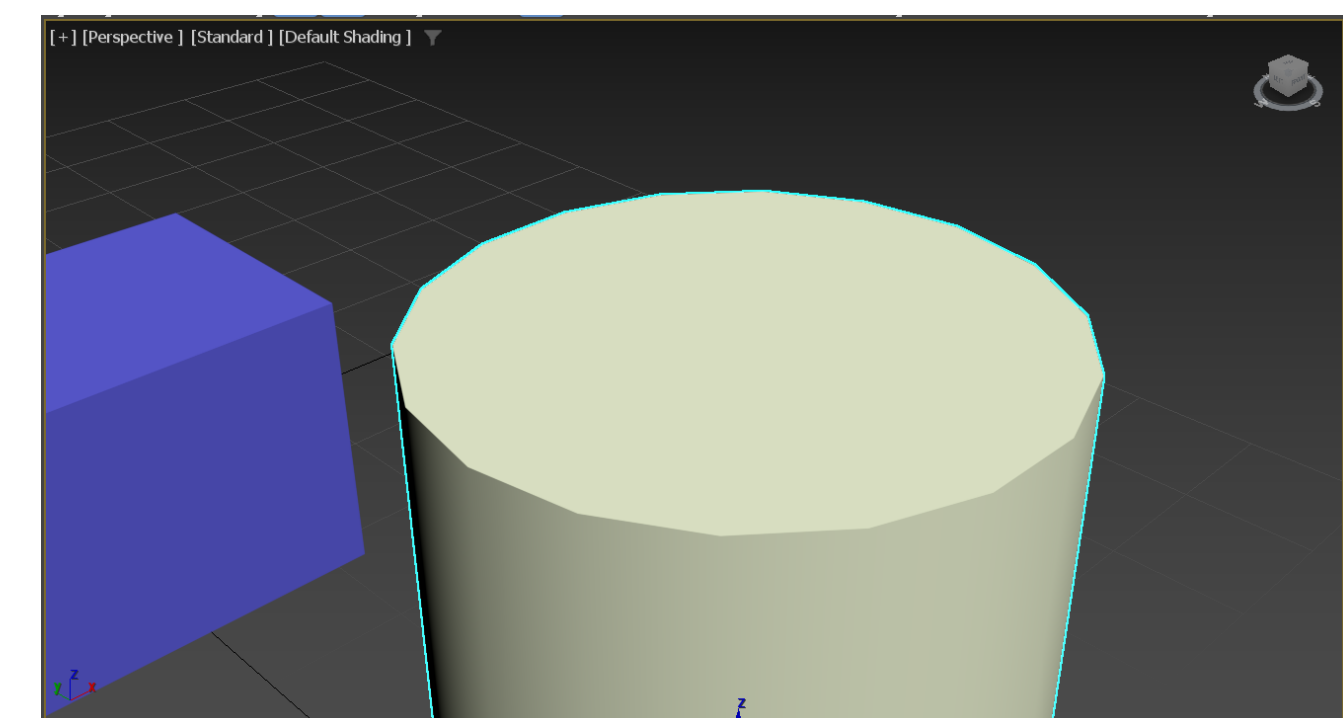 [ + ] [Perspective ] [Standard ] [Default Shading ]
z
y
x
z